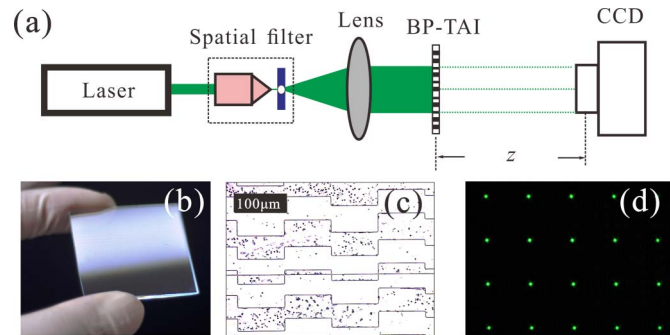 (a)
Laser
Spatial filter
Lens
BP-TAI
CCD
z
(b)
100μm
(c)
(d)